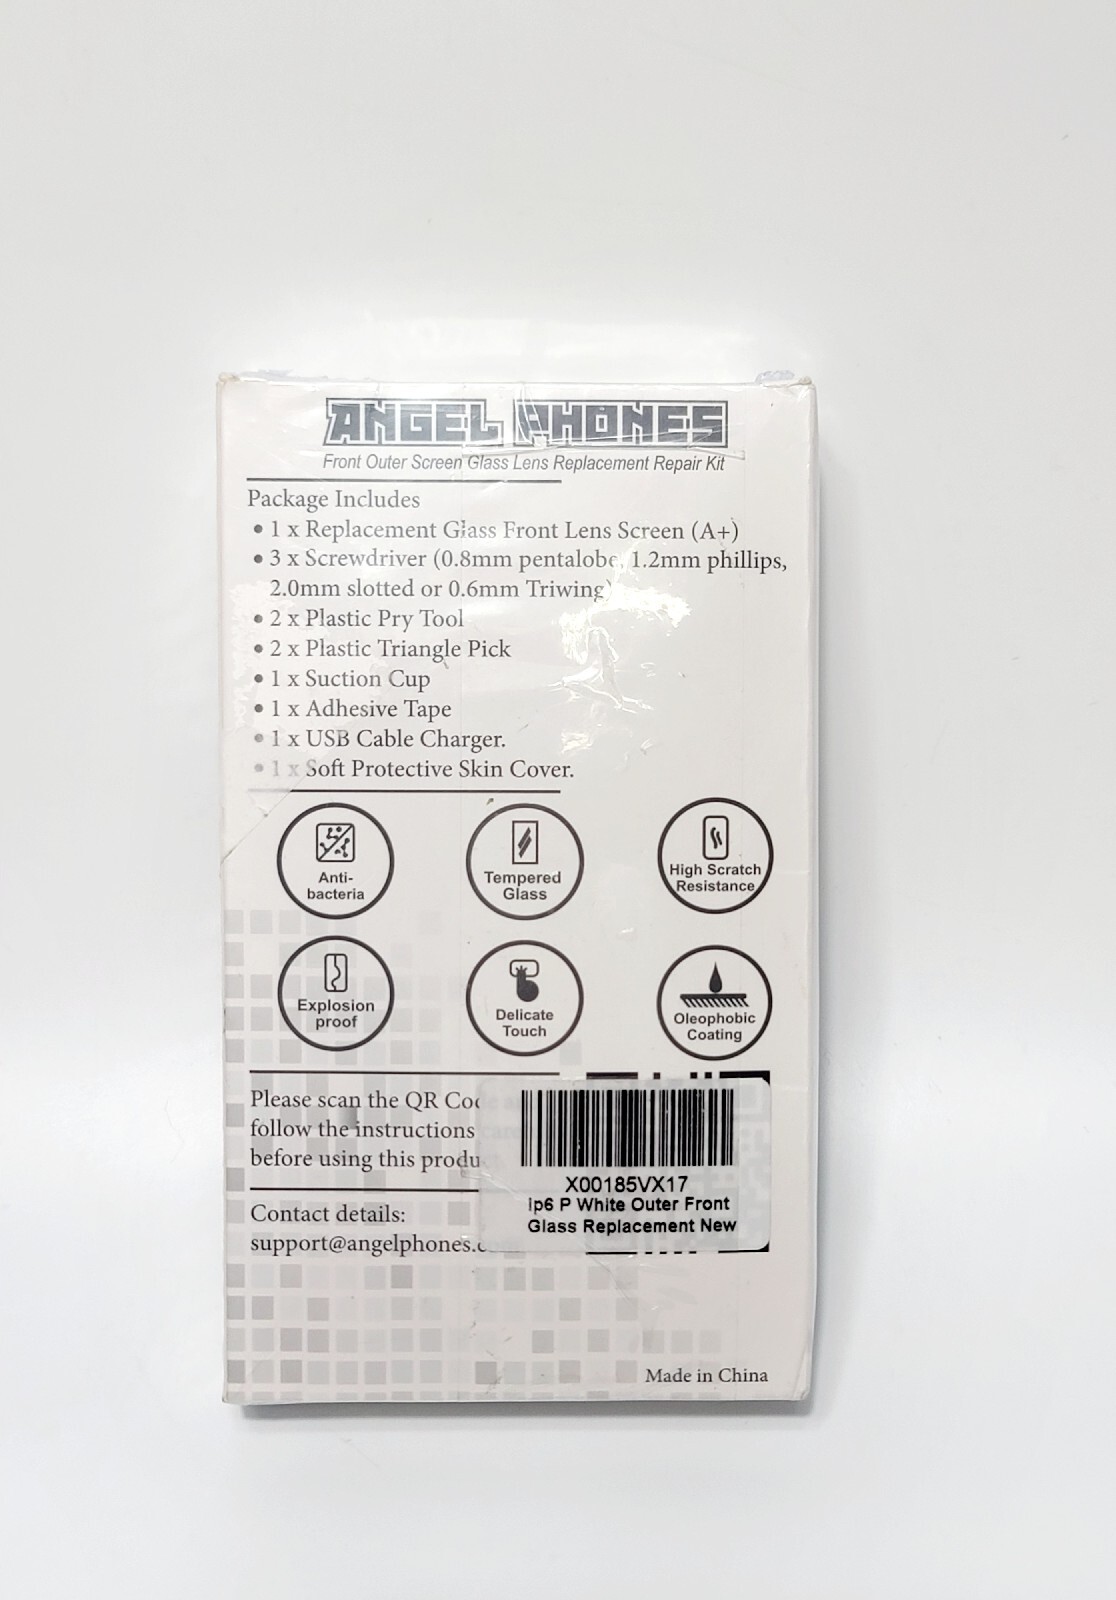 ANGEL PHONES
Front Outer Screen Glass Lens Replacement Repair Kit
Package Includes
• 1 x Replacement Glass Front Lens Screen (A+)
• 3 x Screwdriver (0.8mm pentalobe, 1.2mm phillips,
2.0mm slotted or 0.6mm Triwing)
• 2 x Plastic Pry Tool
• 2 x Plastic Triangle Pick
• 1 x Suction Cup
• 1 x Adhesive Tape
• 1 x USB Cable Charger.
• 1 x Soft Protective Skin Cover.
Anti-
bacteria
Tempered
Glass
High Scratch
Resistance
Explosion
proof
Delicate
Touch
Oleophobic
Coating
Please scan the QR
follow the instructions
before using this
Contact details:
support@angelphones.
X00185VX17
Ip6 P White Outer Front
Glass Replacement New
Made in China